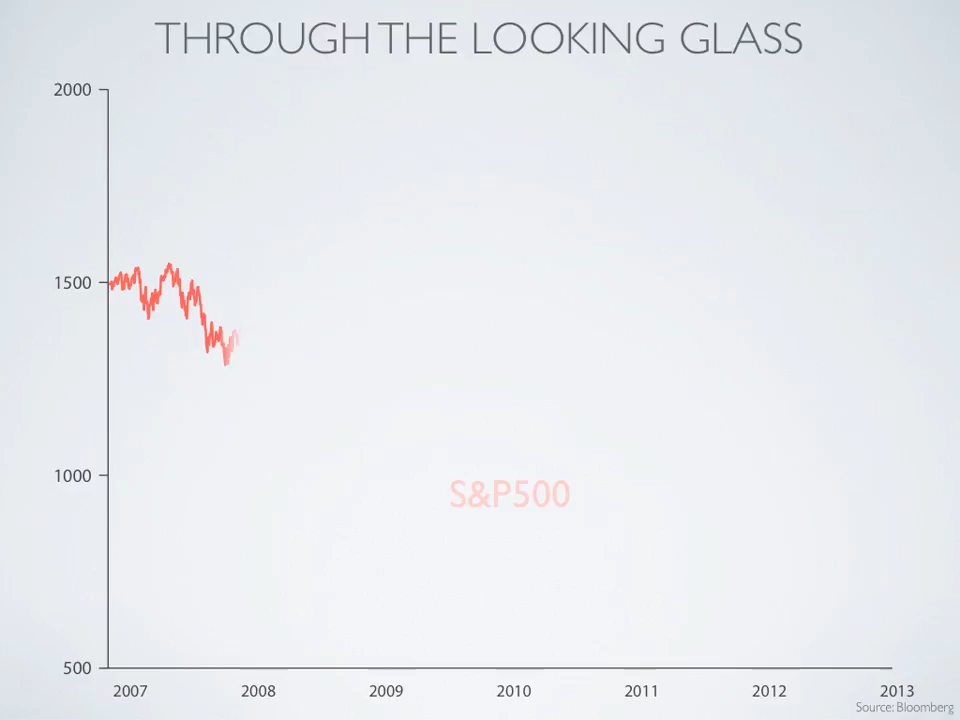 THROUGH THE LOOKING GLASS
2000
1500
1000
S&P500
500
2007 2008 2009 2010 2011 2012 2013
Source: Bloomberg